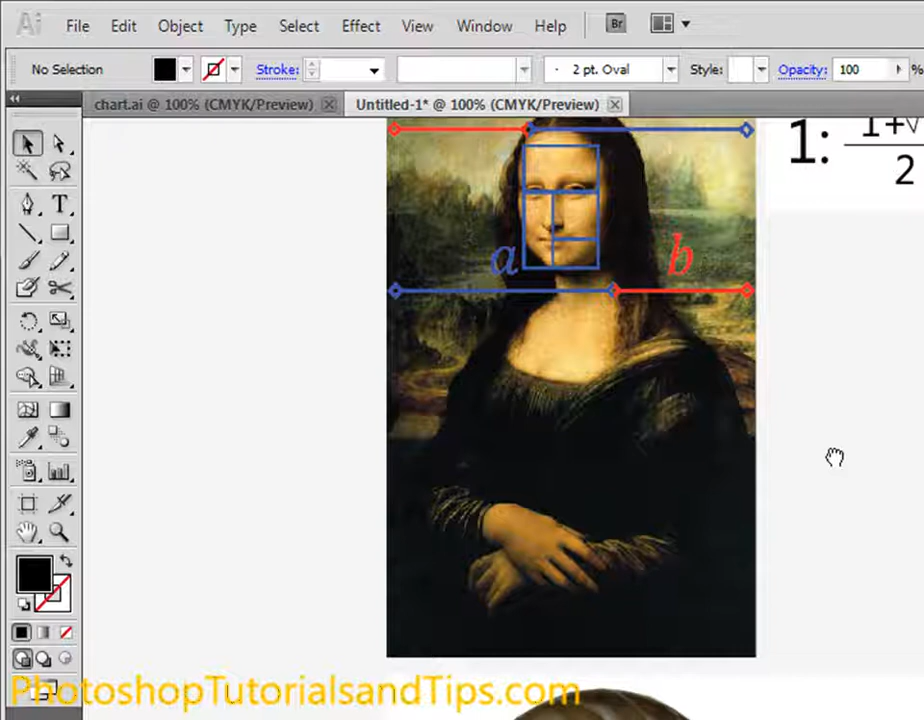 Ai File Edit Object Type Select Effect View Window Help Br
No Selection Stroke: 2 pt. Oval Style: Opacity: 100 %
chart.ai @ 100% (CMYK/Preview) Untitled-1* @ 100% (CMYK/Preview)
1: 1+√
2
a b
T
PhotoshopTutorialsandTips.com